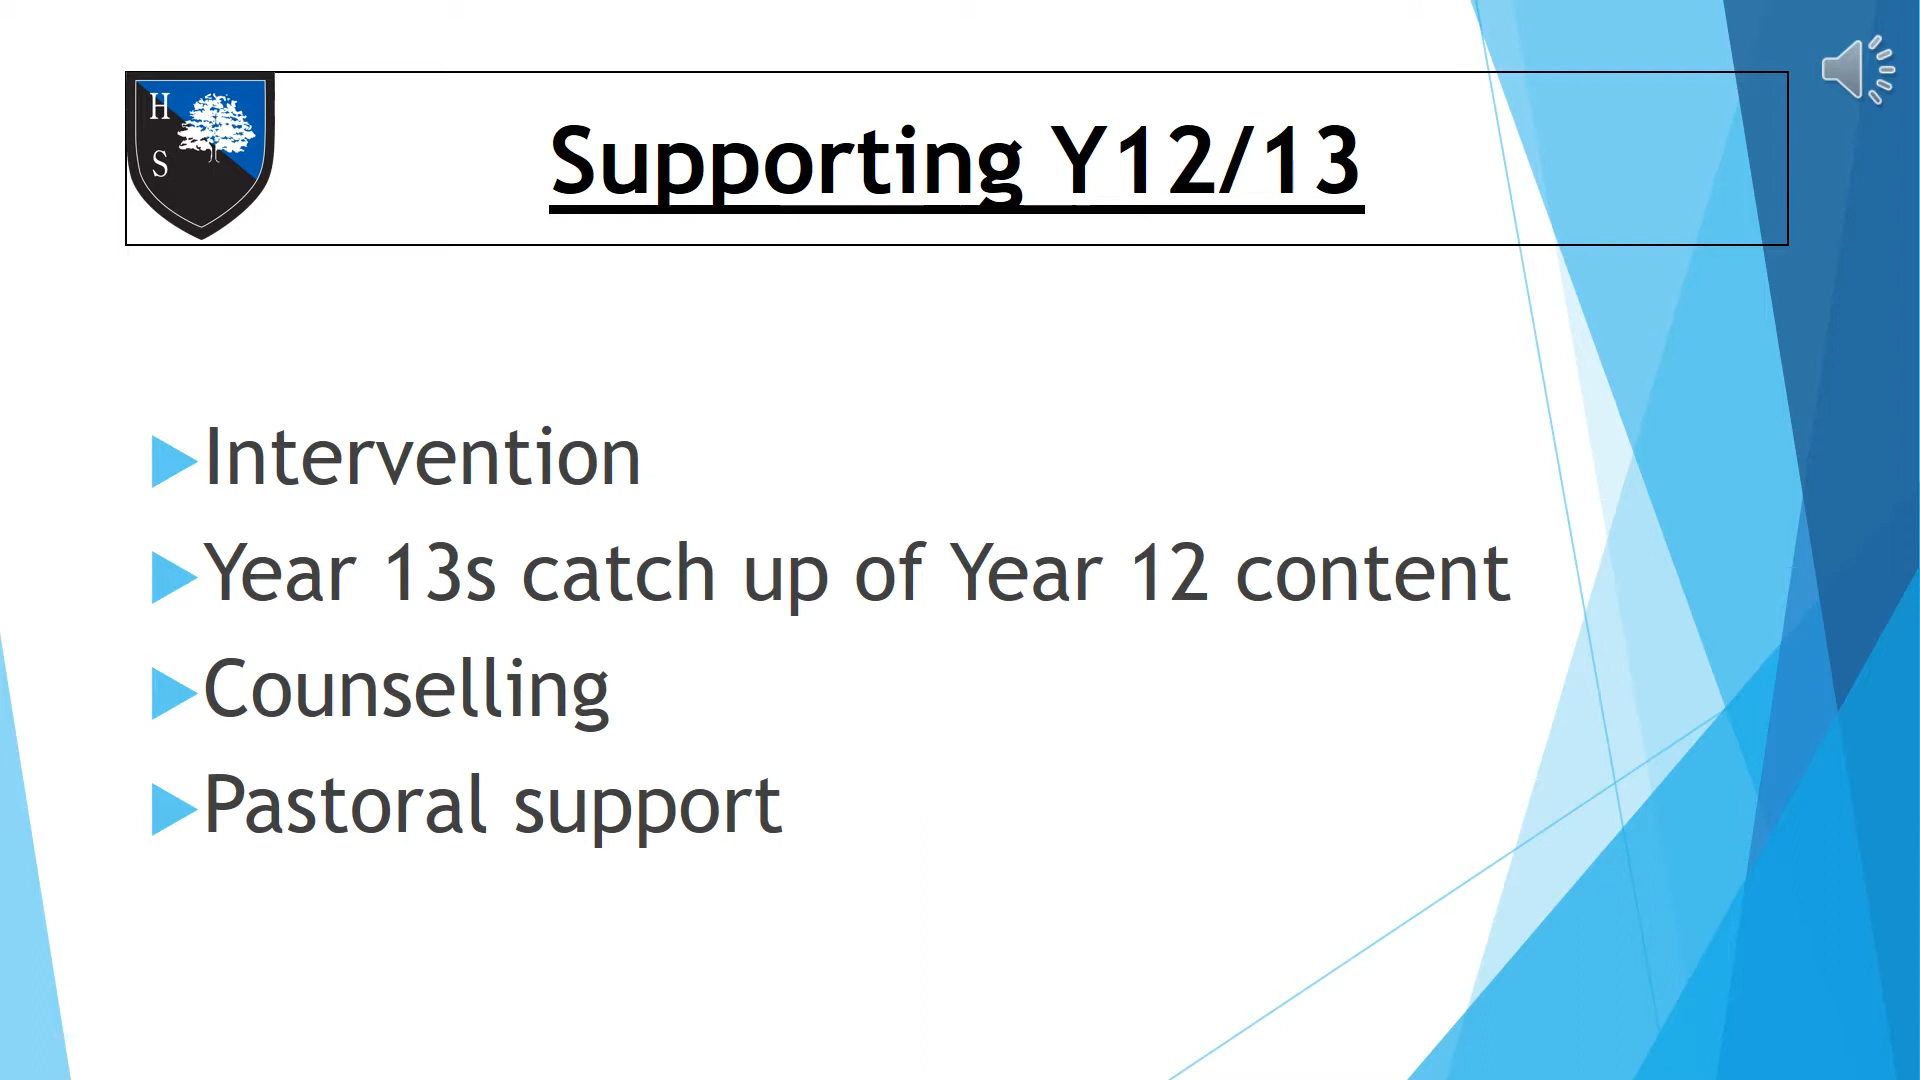 H
S
Supporting Y12/13
Intervention
Year 13s catch up of Year 12 content
Counselling
Pastoral support